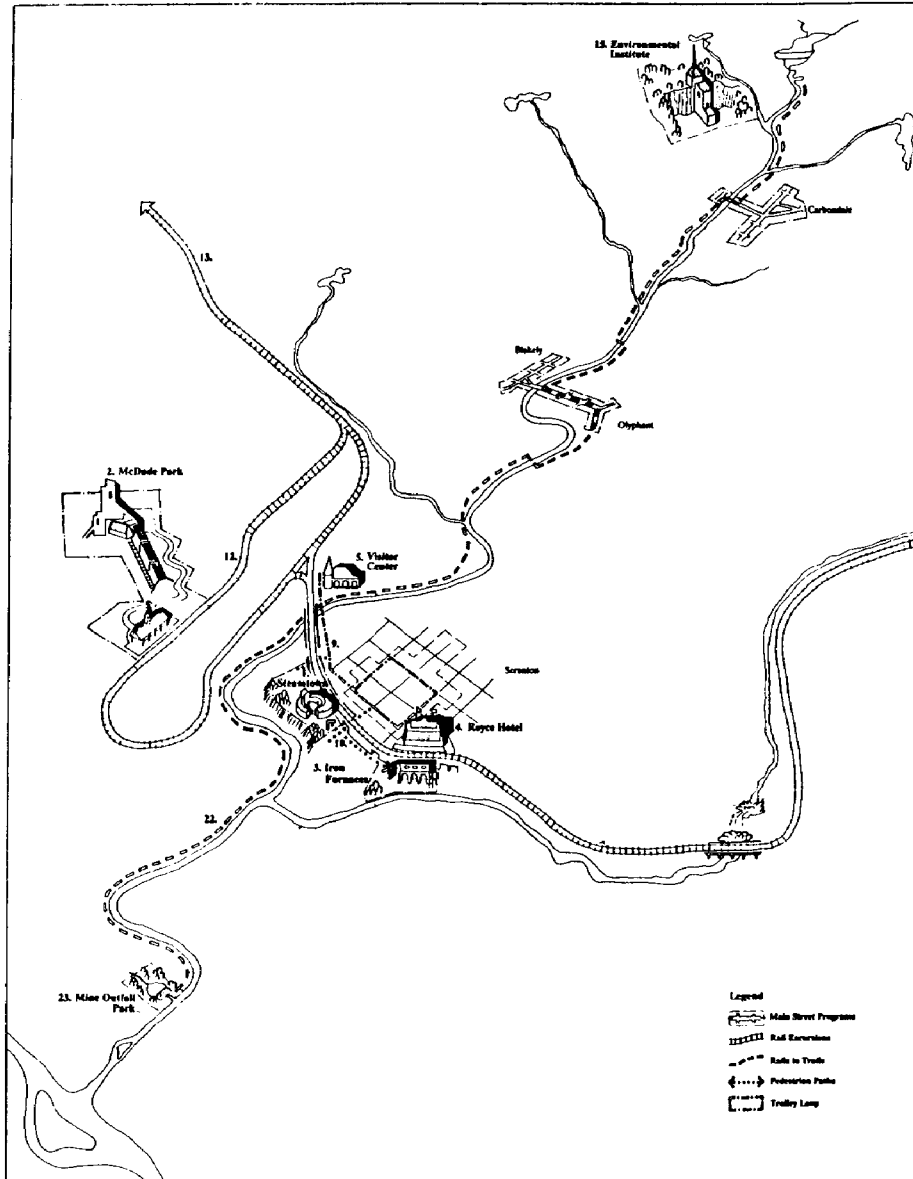 15. Environmental
Institute
Carbondale
13.
Blakely
Olyphant
2. McDade Park
12.
5. Visitor
Center
9.
Scranton
Steamtown
4. Royce Hotel
10.
3. Iron
Furnaces
22.
23. Mine Outfall
Park
Legend
Main Street Programs
Rail Excursions
Rails to Trails
Pedestrian Paths
Trolley Loop